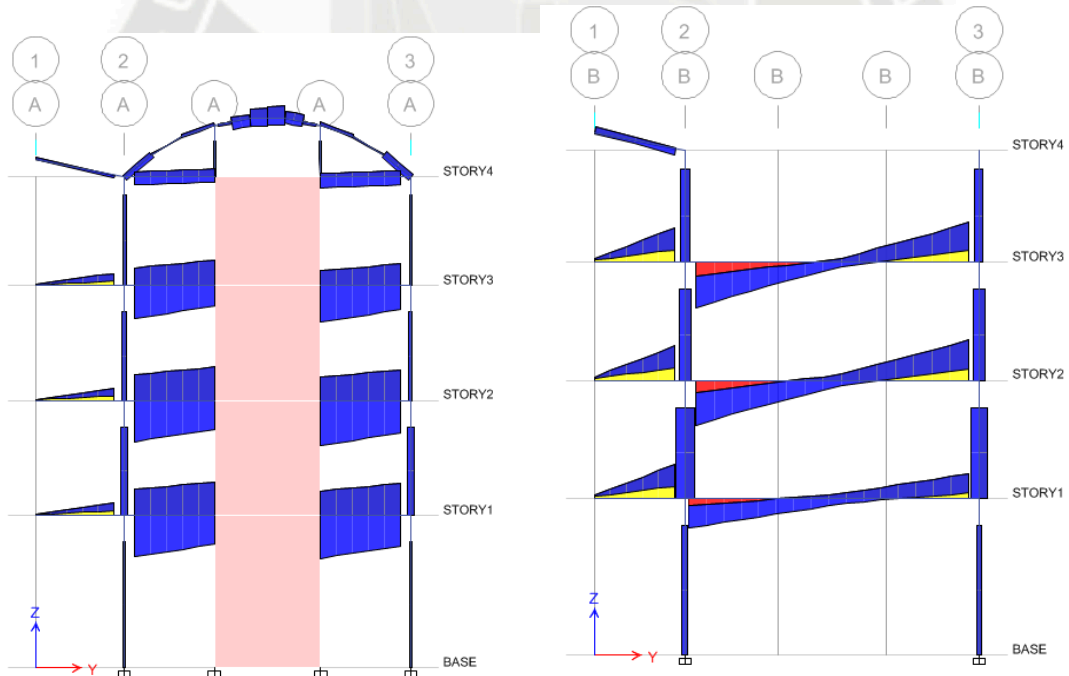 1 2 3
A A A A A
STORY4
STORY3
STORY2
STORY1
Z
Y
BASE
1 2 3
B B B B B
STORY4
STORY3
STORY2
STORY1
Z
Y
BASE